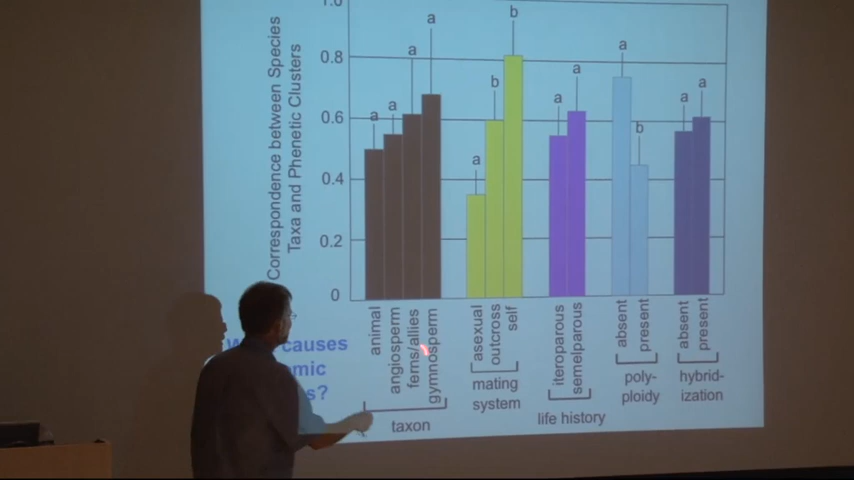 Correspondence between Species
Taxa and Phenetic Clusters
1.0
0.8
0.6
0.4
0.2
0
a
a
a
a
a
b
b
a
a
a
b
a
a
animal
angiosperm
ferns/allies
gymnosperm
taxon
asexual
outcross
self
mating
system
iteroparous
semelparous
life history
absent
present
poly-
ploidy
absent
present
hybrid-
ization
causes